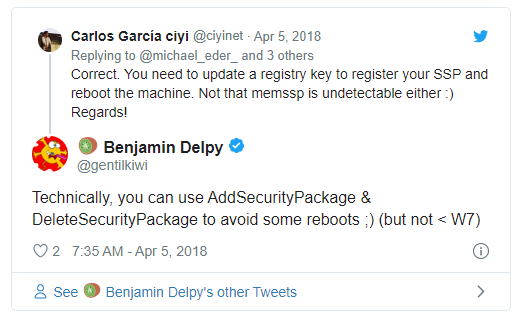 Carlos García ciyi @ciyinet · Apr 5, 2018
Replying to @michael_eder_ and 3 others
Correct. You need to update a registry key to register your SSP and
reboot the machine. Not that memssp is undetectable either :)
Regards!
Benjamin Delpy
@gentilkiwi
Technically, you can use AddSecurityPackage &
DeleteSecurityPackage to avoid some reboots ;) (but not < W7)
2 7:35 AM - Apr 5, 2018
See Benjamin Delpy's other Tweets